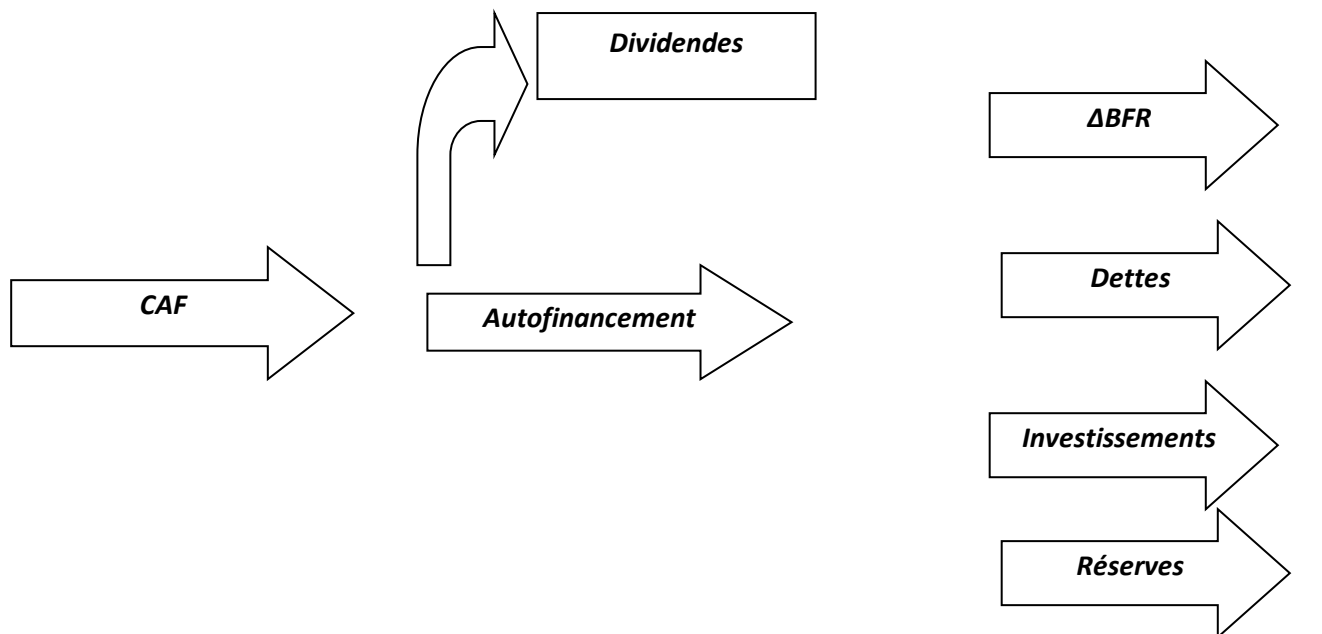 Dividendes
ΔBFR
Dettes
CAF
Autofinancement
Investissements
Réserves